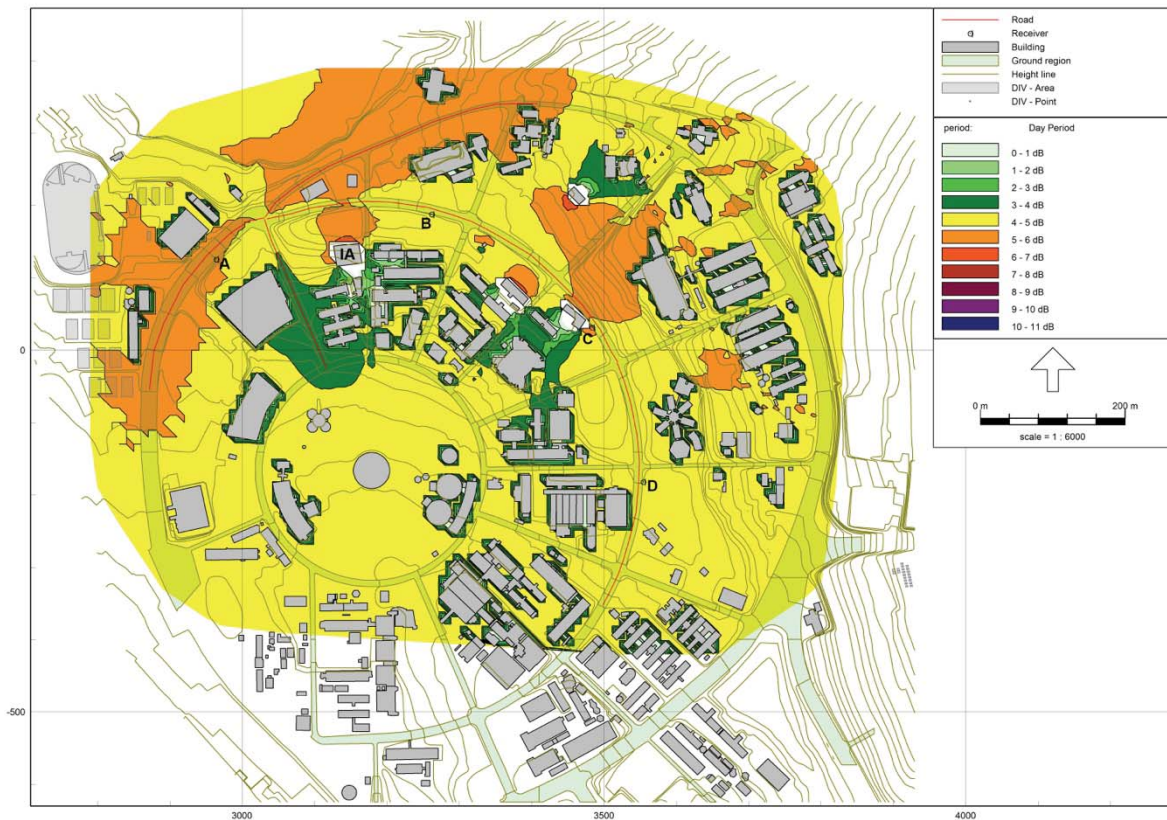 Road
Receiver
Building
Ground region
Height line
DIV - Area
DIV - Point
period: Day Period
0 - 1 dB
1 - 2 dB
2 - 3 dB
3 - 4 dB
4 - 5 dB
5 - 6 dB
6 - 7 dB
7 - 8 dB
8 - 9 dB
9 - 10 dB
10 - 11 dB
0 m 200 m
scale = 1 : 6000
B
IA
A
C
0
D
-500
3000 3500 4000